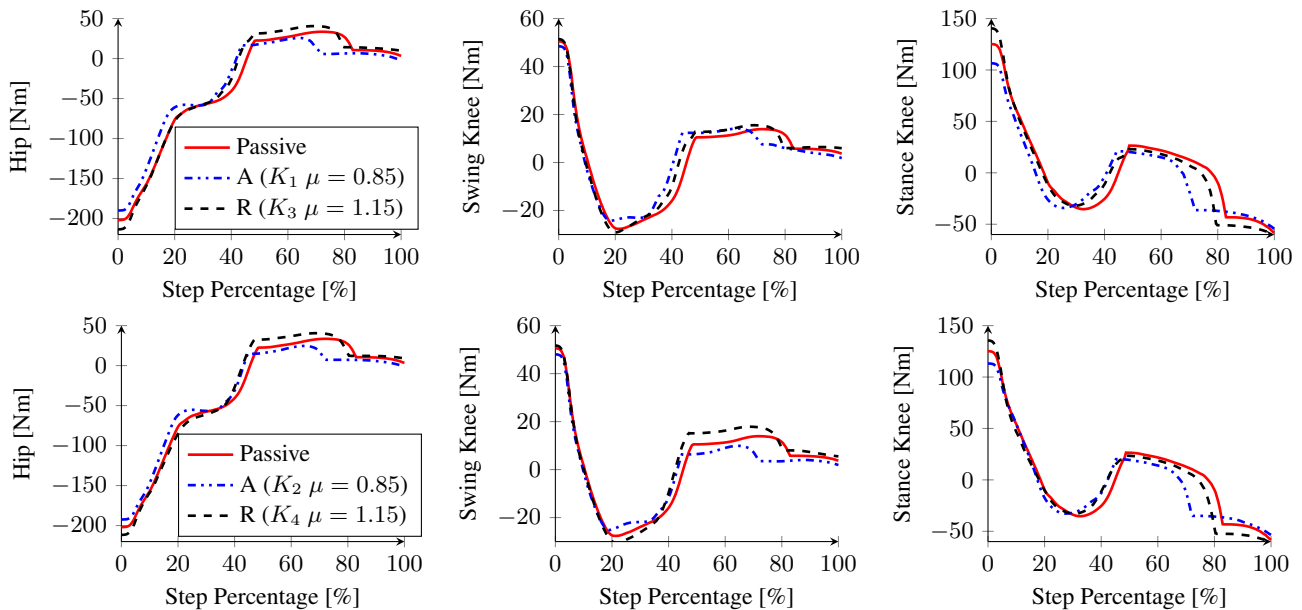 Hip [Nm]
50
0
−50
−100
−150
−200
0 20 40 60 80 100
Step Percentage [%]
Passive
A (K1 μ = 0.85)
R (K3 μ = 1.15)
Swing Knee [Nm]
60
40
20
0
−20
0 20 40 60 80 100
Step Percentage [%]
Stance Knee [Nm]
150
100
50
0
−50
0 20 40 60 80 100
Step Percentage [%]
Hip [Nm]
50
0
−50
−100
−150
−200
0 20 40 60 80 100
Step Percentage [%]
Passive
A (K2 μ = 0.85)
R (K4 μ = 1.15)
Swing Knee [Nm]
60
40
20
0
−20
0 20 40 60 80 100
Step Percentage [%]
Stance Knee [Nm]
150
100
50
0
−50
0 20 40 60 80 100
Step Percentage [%]